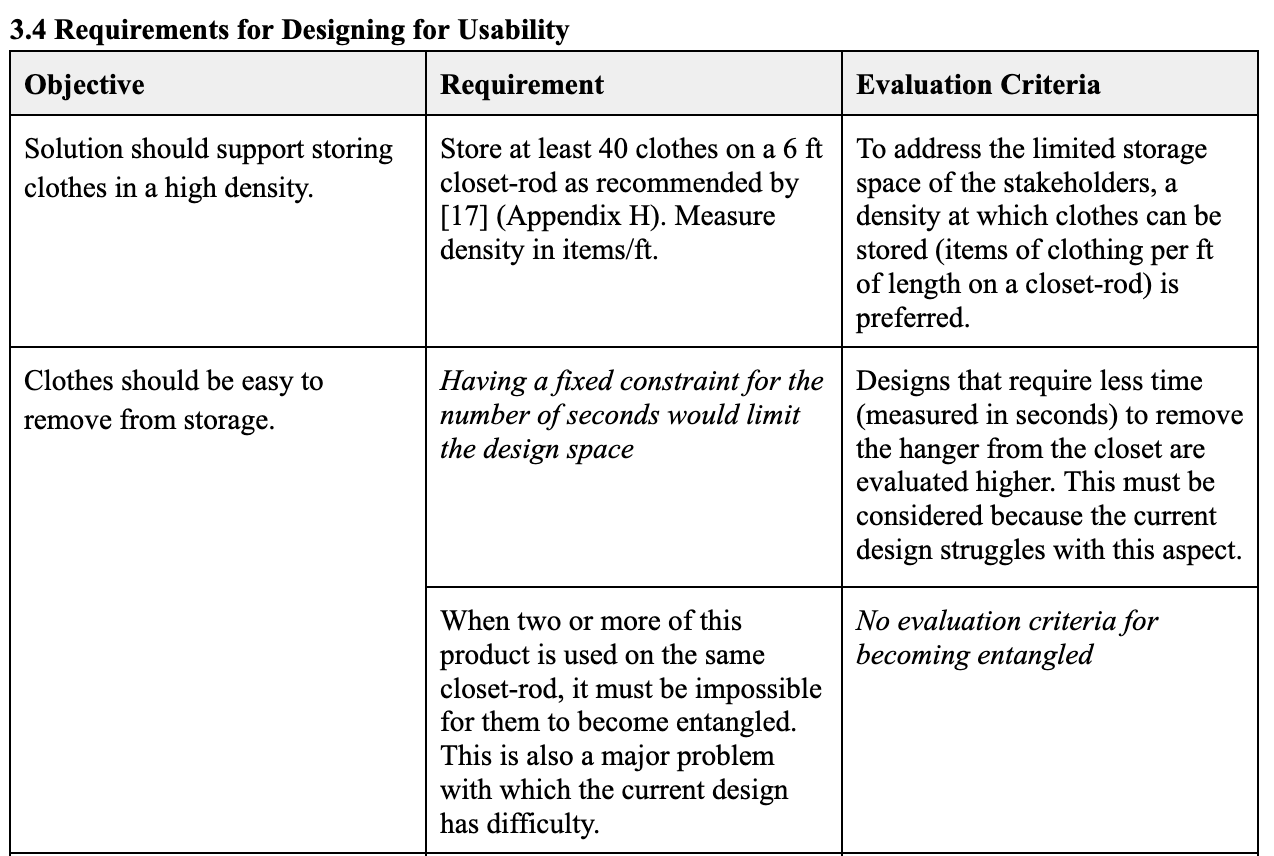 3.4 Requirements for Designing for Usability
Objective
Requirement
Evaluation Criteria
Solution should support storing
clothes in a high density.
Store at least 40 clothes on a 6 ft
closet-rod as recommended by
[17] (Appendix H). Measure
density in items/ft.
To address the limited storage
space of the stakeholders, a
density at which clothes can be
stored (items of clothing per ft
of length on a closet-rod) is
preferred.
Clothes should be easy to
remove from storage.
Having a fixed constraint for the
number of seconds would limit
the design space
Designs that require less time
(measured in seconds) to remove
the hanger from the closet are
evaluated higher. This must be
considered because the current
design struggles with this aspect.
When two or more of this
product is used on the same
closet-rod, it must be impossible
for them to become entangled.
This is also a major problem
with which the current design
has difficulty.
No evaluation criteria for
becoming entangled